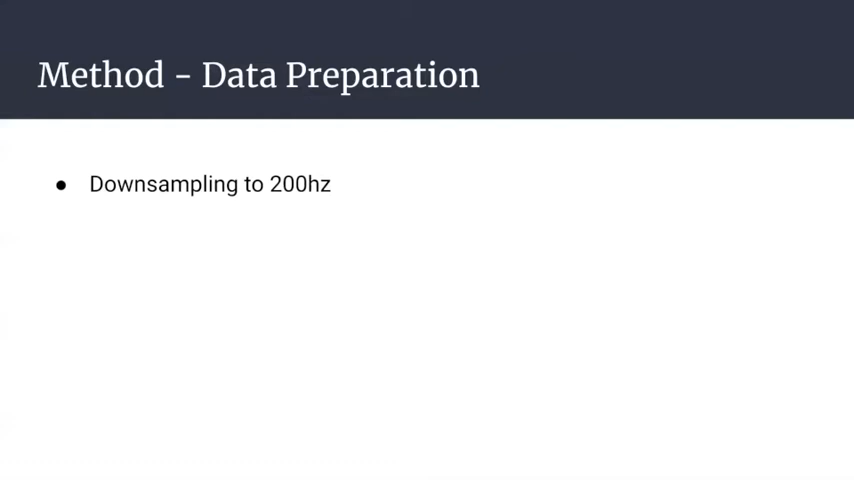 Method - Data Preparation
● Downsampling to 200hz